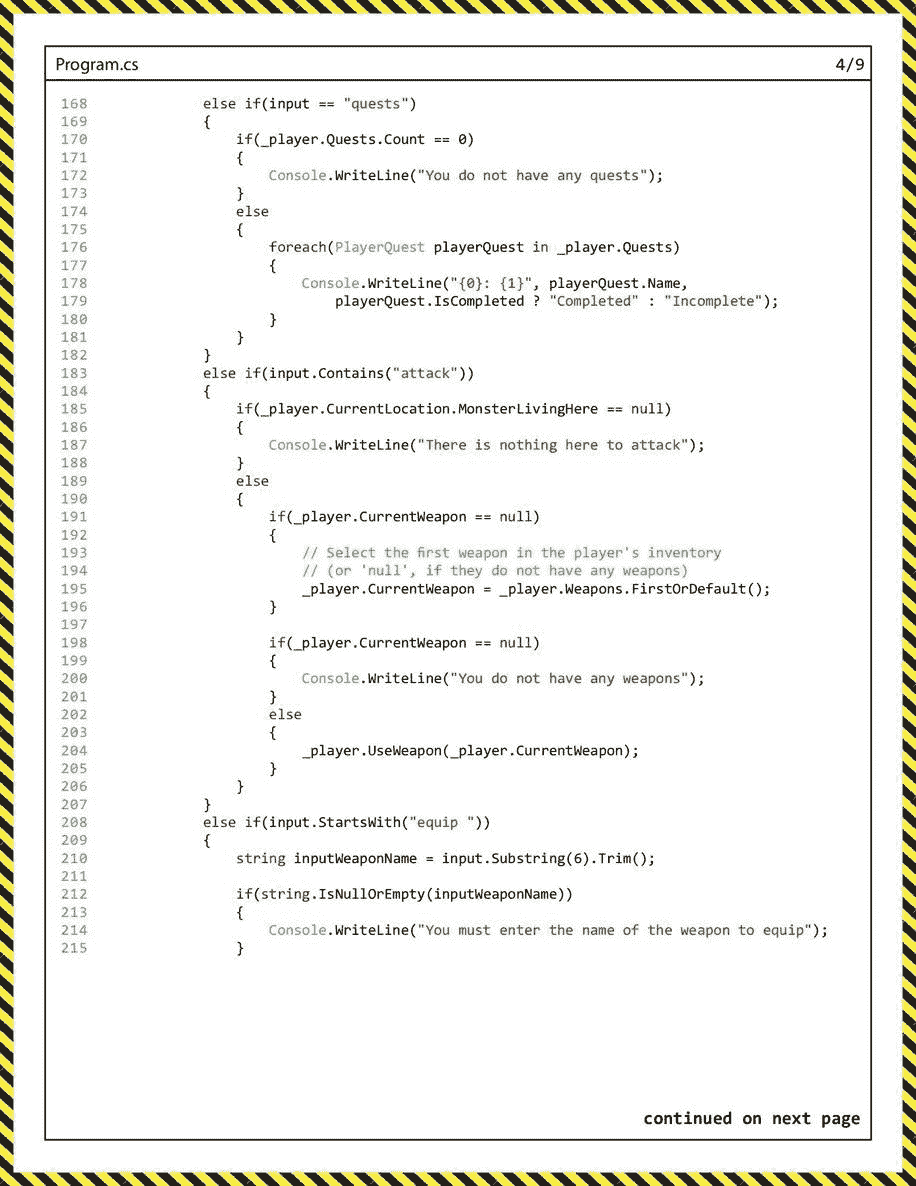 Program.cs 4/9
168 else if(input == "quests")
169 {
170 if(_player.Quests.Count == 0)
171 {
172 Console.WriteLine("You do not have any quests");
173 }
174 else
175 {
176 foreach(PlayerQuest playerQuest in _player.Quests)
177 {
178 Console.WriteLine("{0}: {1}", playerQuest.Name,
179 playerQuest.IsCompleted ? "Completed" : "Incomplete");
180 }
181 }
182 }
183 else if(input.Contains("attack"))
184 {
185 if(_player.CurrentLocation.MonsterLivingHere == null)
186 {
187 Console.WriteLine("There is nothing here to attack");
188 }
189 else
190 {
191 if(_player.CurrentWeapon == null)
192 {
193 // Select the first weapon in the player's inventory
194 // (or 'null', if they do not have any weapons)
195 _player.CurrentWeapon = _player.Weapons.FirstOrDefault();
196 }
197
198 if(_player.CurrentWeapon == null)
199 {
200 Console.WriteLine("You do not have any weapons");
201 }
202 else
203 {
204 _player.UseWeapon(_player.CurrentWeapon);
205 }
206 }
207 }
208 else if(input.StartsWith("equip "))
209 {
210 string inputWeaponName = input.Substring(6).Trim();
211
212 if(string.IsNullOrEmpty(inputWeaponName))
213 {
214 Console.WriteLine("You must enter the name of the weapon to equip");
215 }
continued on next page